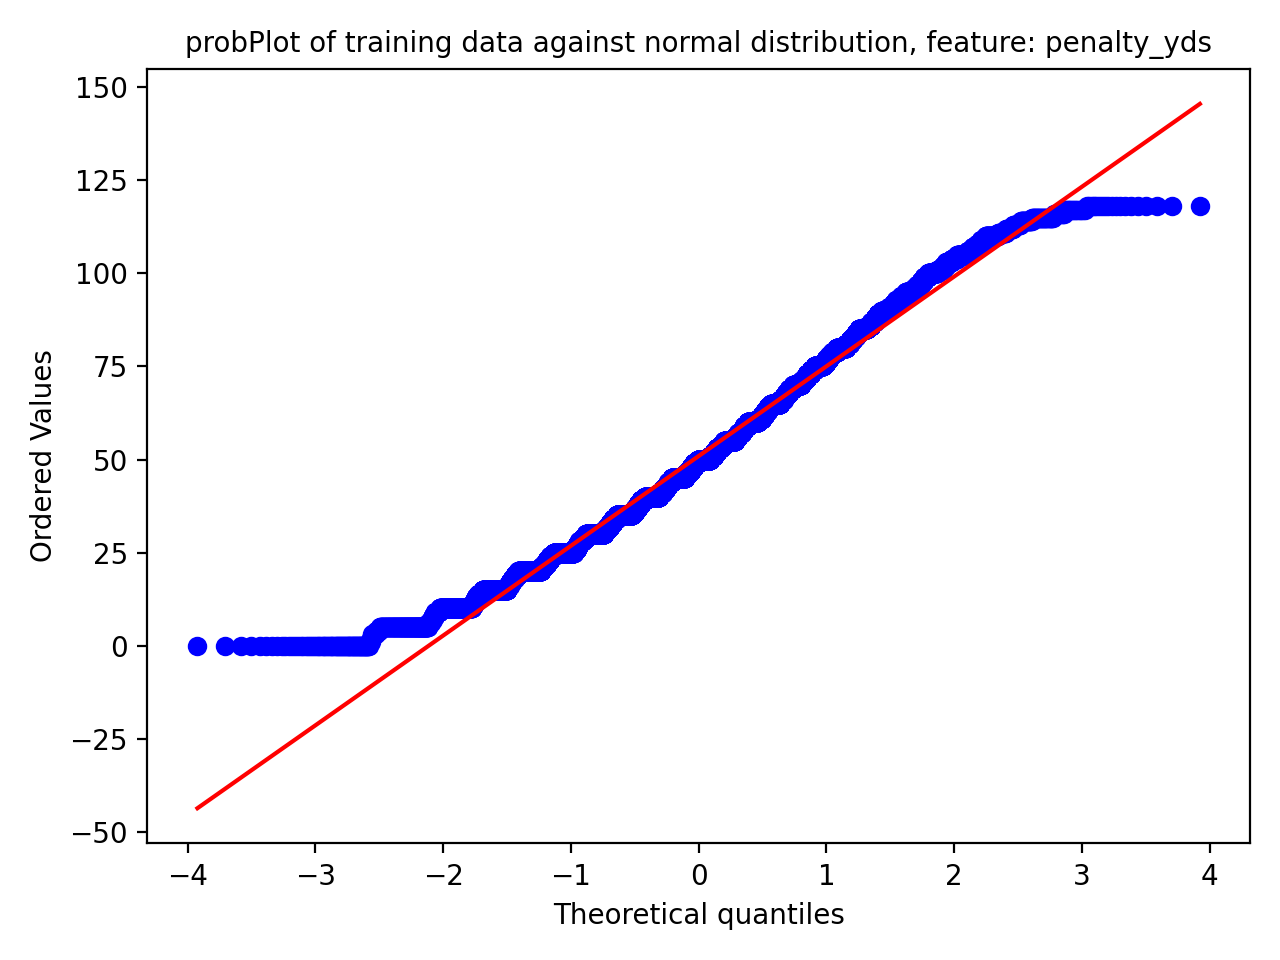 probPlot of training data against normal distribution, feature: penalty_yds
150
125
100
75
50
25
0
−25
−50
Ordered Values
−4 −3 −2 −1 0 1 2 3 4
Theoretical quantiles